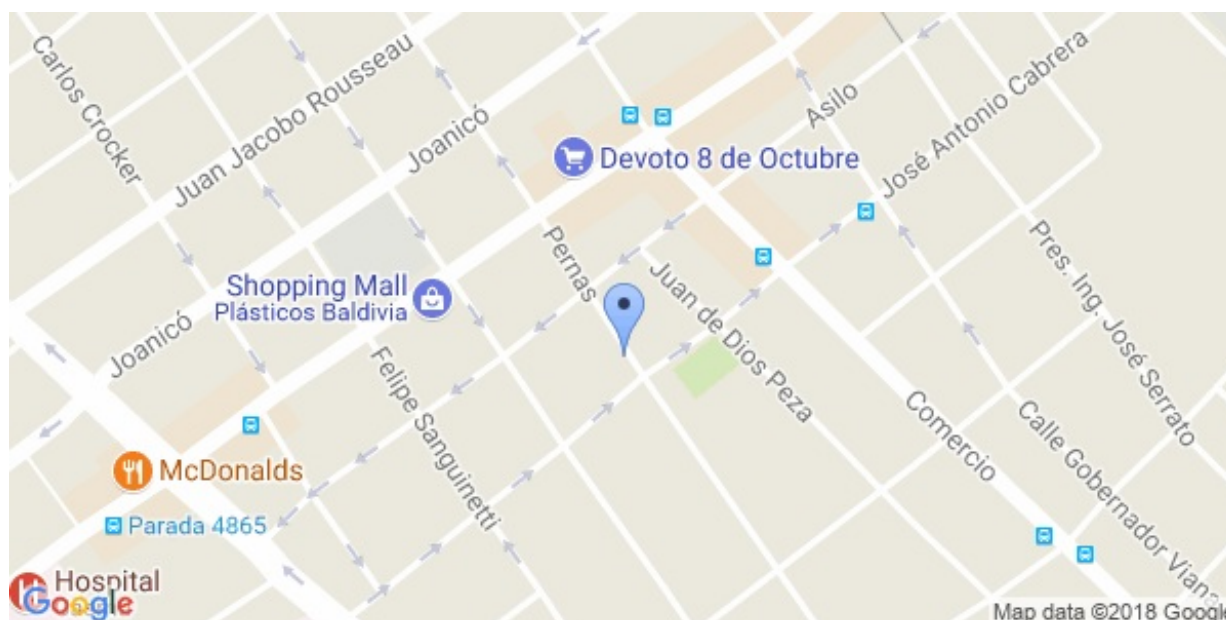 Carlos Crocker
Juan Jacobo Rousseau
Joanicó
Asilo
José Antonio Cabrera
Devoto 8 de Octubre
Pernas
Juan de Dios Peza
Pres. Ing. José Serrato
Shopping Mall
Plásticos Baldivia
Joanicó
Felipe Sanguinetti
Comercio
Calle Gobernador Viana
McDonalds
Parada 4865
Hospital
Google
Map data ©2018 Google